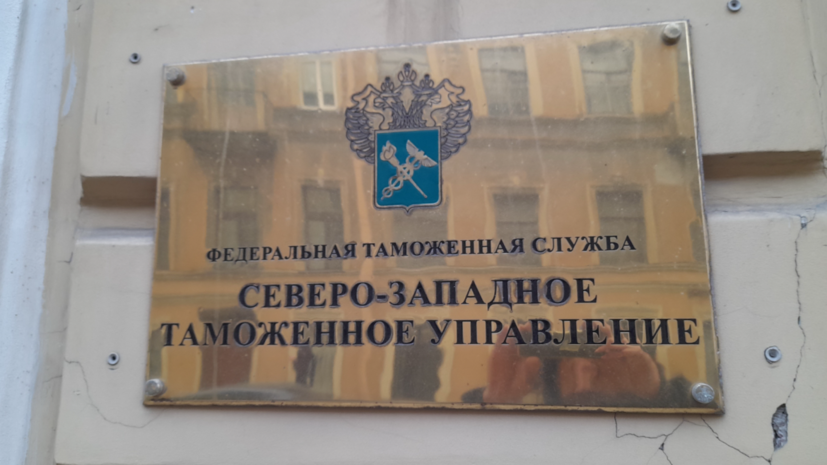 ФЕДЕРАЛЬНАЯ ТАМОЖЕННАЯ СЛУЖБА
СЕВЕРО-ЗАПАДНОЕ
ТАМОЖЕННОЕ УПРАВЛЕНИЕ